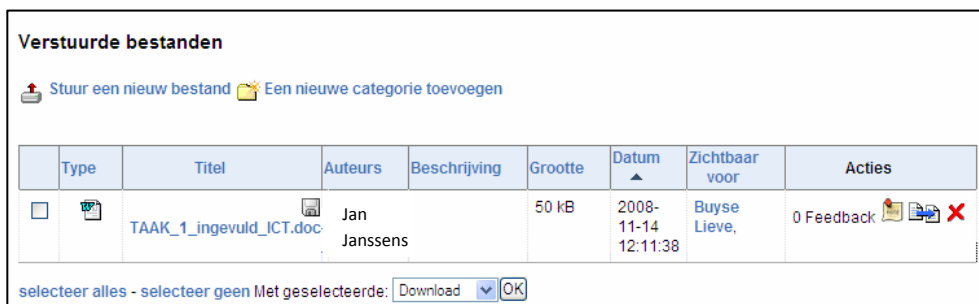 Verstuurde bestanden
Stuur een nieuw bestand Een nieuwe categorie toevoegen
Type Titel Auteurs Beschrijving Grootte Datum Zichtbaar voor Acties
TAAK_1_ingevuld_ICT.doc Jan Janssens 50 kB 2008-11-14 12:11:38 Buyse Lieve, 0 Feedback
selecteer alles - selecteer geen Met geselecteerde: Download OK